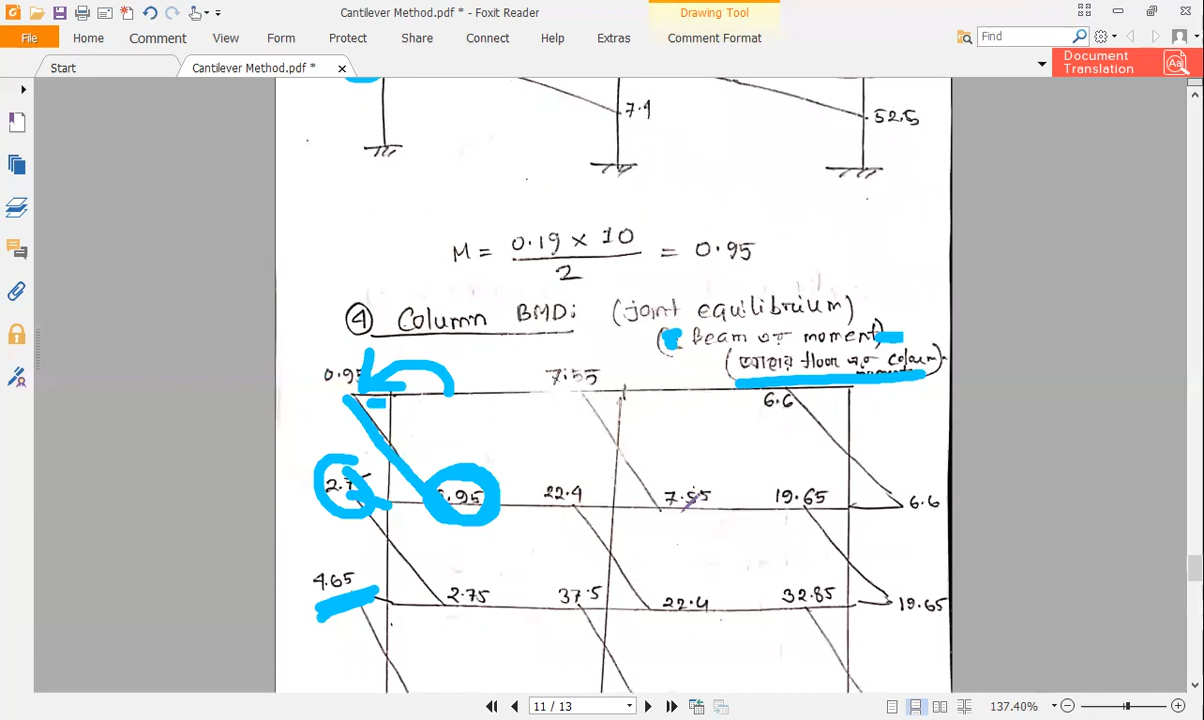 Cantilever Method.pdf * - Foxit Reader
Drawing Tool
File Home Comment View Form Protect Share Connect Help Extras Comment Format
Find
Start
Cantilever Method.pdf *
Document Translation
7.4
52.5
M = 0.19 × 10 / 2 = 0.95
④ Column BMD: (joint equilibrium)
Beam এর moment)
floor এর column
0.95 7.55
6.6
2.75 0.95 22.4 7.55 19.65 6.6
4.65 2.75 37.5 22.4 32.85 19.65
11 / 13
137.40%